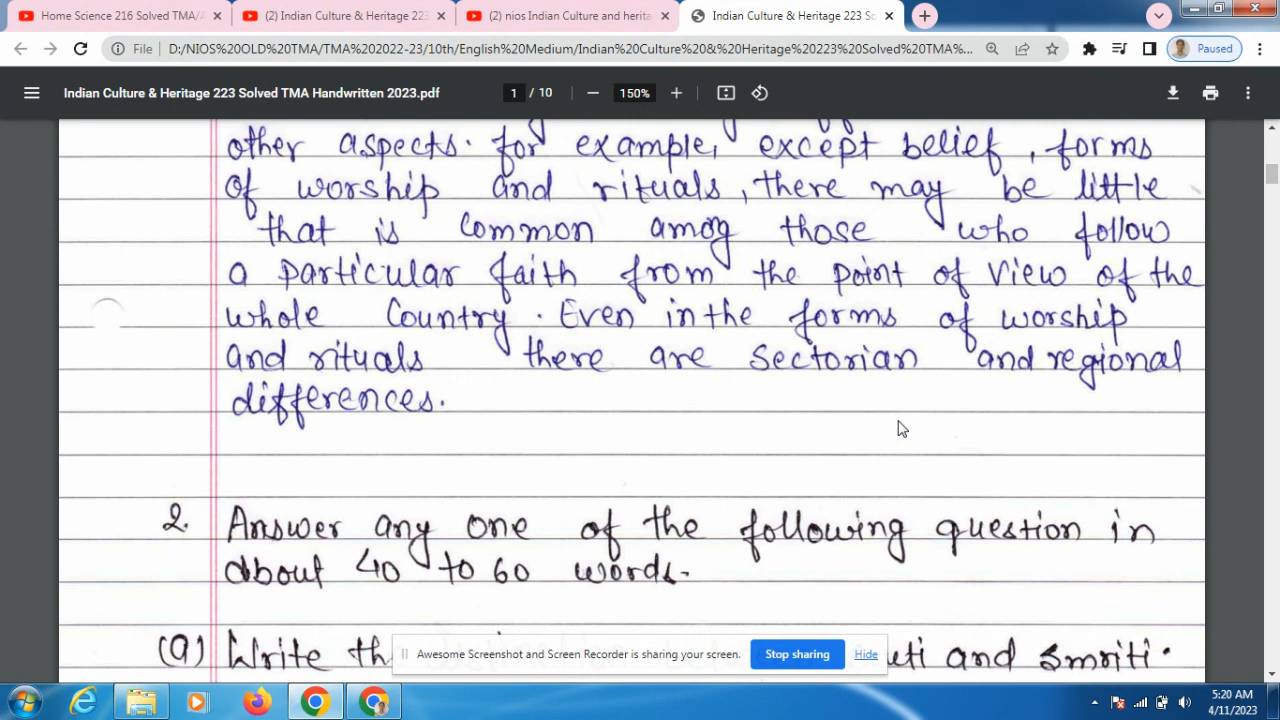 Home Science 216 Solved TMA/
(2) Indian Culture & Heritage 223
(2) ulture and herita
Indian Culture & Heritage 223 So
File
D:/NIOS%20OLD%20TMA/TMA%202022-23/10th/English%20Medium/Indian%20Culture%20&%20Heritage%20223%20Solved%20TMA%...
Paused
Indian Culture & Heritage 223 Solved TMA Handwritten 2023.pdf
1 / 10
150%
other aspects. for example, except belief, forms
of worship and rituals, there may be little
that is common among those who follow
a particular faith from the point of view of the
whole Country. Even in the forms of worship
and rituals there are sectorian and regional
differences.
2. Answer any one of the following question in
about 40 to 60 words.
(a) Write th uti and smriti.
Awesome Screenshot and Screen Recorder is sharing your screen.
Stop sharing
Hide
5:20 AM
4/11/2023